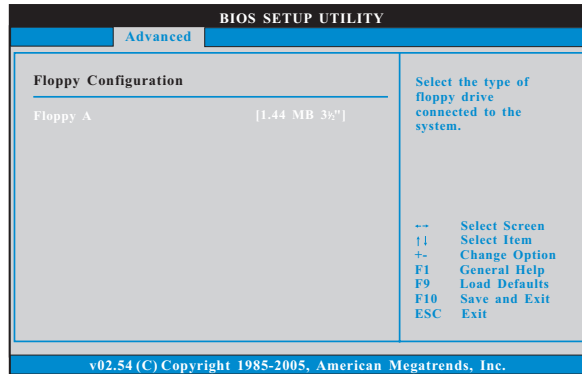 BIOS SETUP UTILITY
Advanced
Floppy Configuration
Floppy A [1.44 MB 3½"]
Select the type of
floppy drive
connected to the
system.
←→ Select Screen
↑↓ Select Item
+- Change Option
F1 General Help
F9 Load Defaults
F10 Save and Exit
ESC Exit
v02.54 (C) Copyright 1985-2005, American Megatrends, Inc.